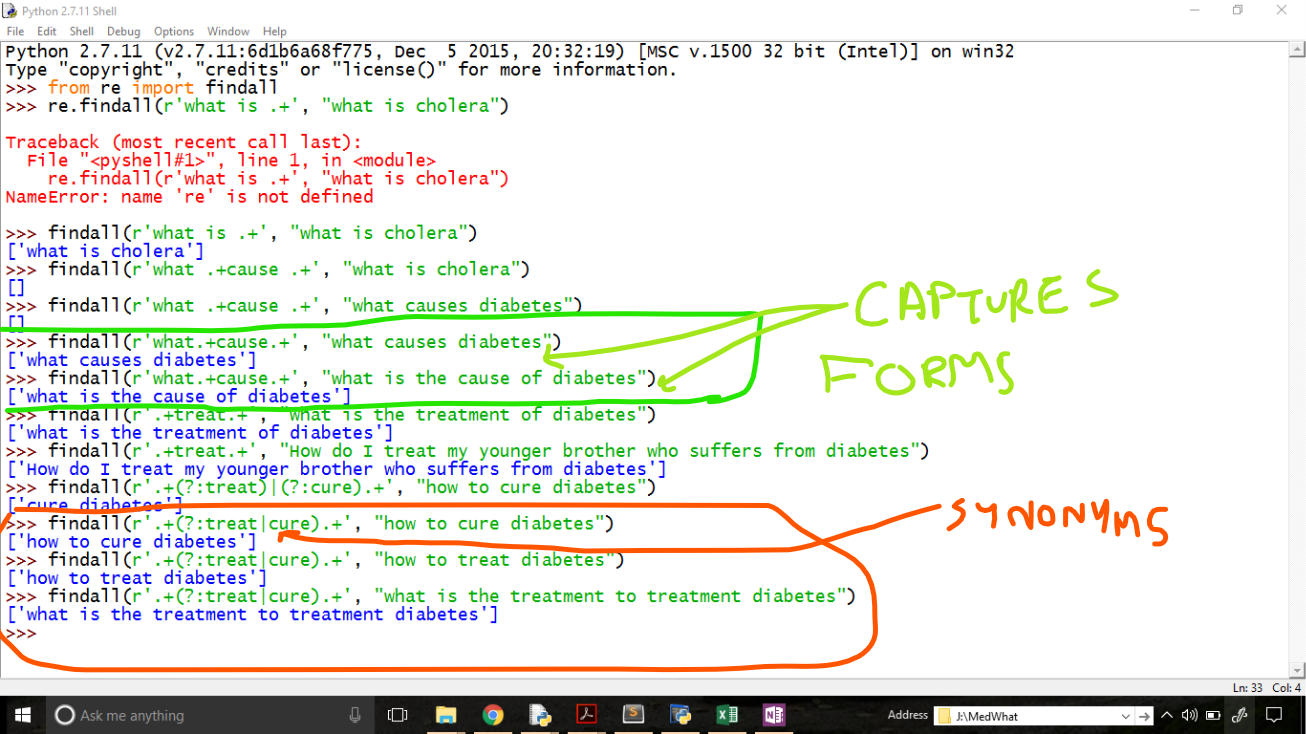 Python 2.7.11 Shell
File Edit Shell Debug Options Window Help
Python 2.7.11 (v2.7.11:6d1b6a68f775, Dec  5 2015, 20:32:19) [MSC v.1500 32 bit (Intel)] on win32
Type "copyright", "credits" or "license()" for more information.
>>> from re import findall
>>> re.findall(r'what is .+', "what is cholera")
Traceback (most recent call last):
  File "<pyshell#1>", line 1, in <module>
    re.findall(r'what is .+', "what is cholera")
NameError: name 're' is not defined
>>> findall(r'what is .+', "what is cholera")
['what is cholera']
>>> findall(r'what .+cause .+', "what is cholera")
[]
>>> findall(r'what .+cause .+', "what causes diabetes")
[]
>>> findall(r'what.+cause.+', "what causes diabetes")
['what causes diabetes']
>>> findall(r'what.+cause.+', "what is the cause of diabetes")
['what is the cause of diabetes']
>>> findall(r'.+treat.+', "what is the treatment of diabetes")
['what is the treatment of diabetes']
>>> findall(r'.+treat.+', "How do I treat my younger brother who suffers from diabetes")
['How do I treat my younger brother who suffers from diabetes']
>>> findall(r'.+(?:treat)|(?:cure).+', "how to cure diabetes")
['cure diabetes']
>>> findall(r'.+(?:treat|cure).+', "how to cure diabetes")
['how to cure diabetes']
>>> findall(r'.+(?:treat|cure).+', "how to treat diabetes")
['how to treat diabetes']
>>> findall(r'.+(?:treat|cure).+', "what is the treatment to treatment diabetes")
['what is the treatment to treatment diabetes']
>>>
CAPTURES
FORMS
SYNONYMS
Ln: 33 Col: 4
Ask me anything
Address J:\MedWhat